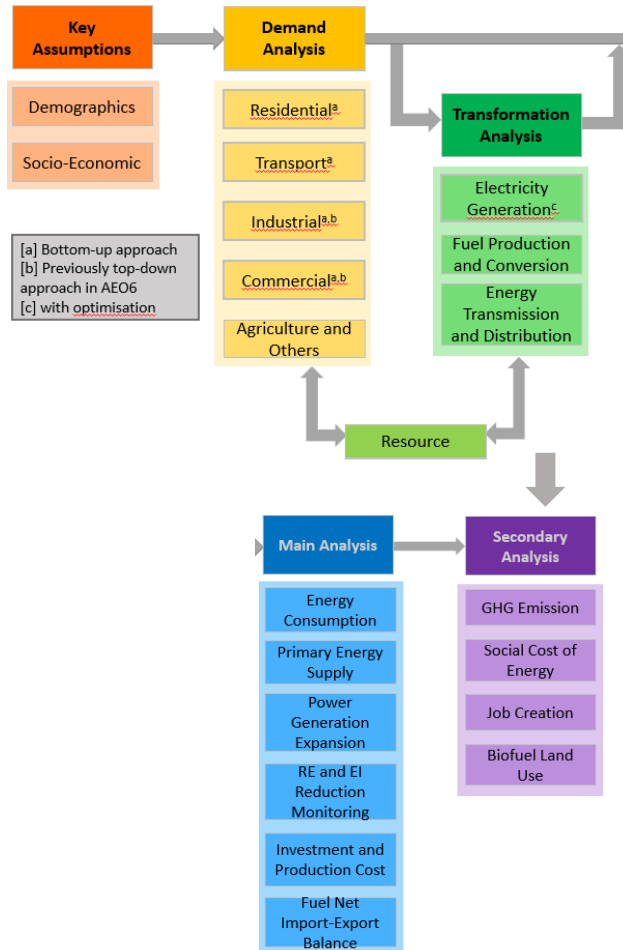 Key
Assumptions
Demographics
Socio-Economic
[a] Bottom-up approach
[b] Previously top-down
approach in AEO6
[c] with optimisation
Demand
Analysis
Residentialᵃ
Transportᵃ
Industrialᵃ,ᵇ
Commercialᵃ,ᵇ
Agriculture and
Others
Transformation
Analysis
Electricity
Generationᶜ
Fuel Production
and Conversion
Energy
Transmission
and Distribution
Resource
Main Analysis
Energy
Consumption
Primary Energy
Supply
Power
Generation
Expansion
RE and EI
Reduction
Monitoring
Investment and
Production Cost
Fuel Net
Import-Export
Balance
Secondary
Analysis
GHG Emission
Social Cost of
Energy
Job Creation
Biofuel Land
Use